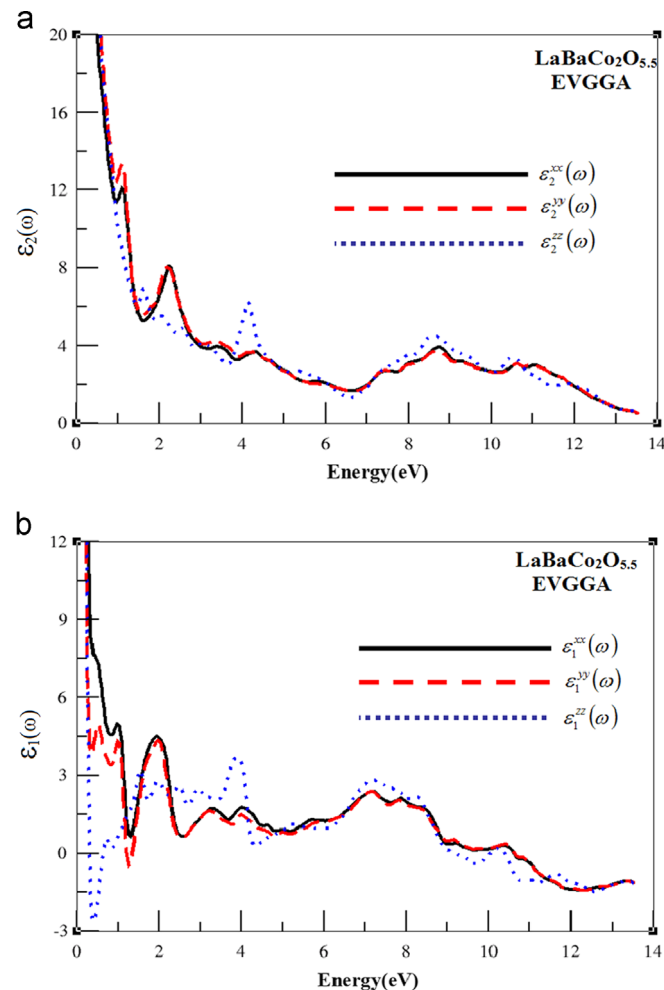 a
20
16
12
8
4
0
ε₂(ω)
LaBaCo₂O₅.₅
EVGGA
ε₂ˣˣ(ω)
ε₂ʸʸ(ω)
ε₂ᶻᶻ(ω)
0 2 4 6 8 10 12 14
Energy(eV)
b
12
9
6
3
0
-3
ε₁(ω)
LaBaCo₂O₅.₅
EVGGA
ε₁ˣˣ(ω)
ε₁ʸʸ(ω)
ε₁ᶻᶻ(ω)
0 2 4 6 8 10 12 14
Energy(eV)